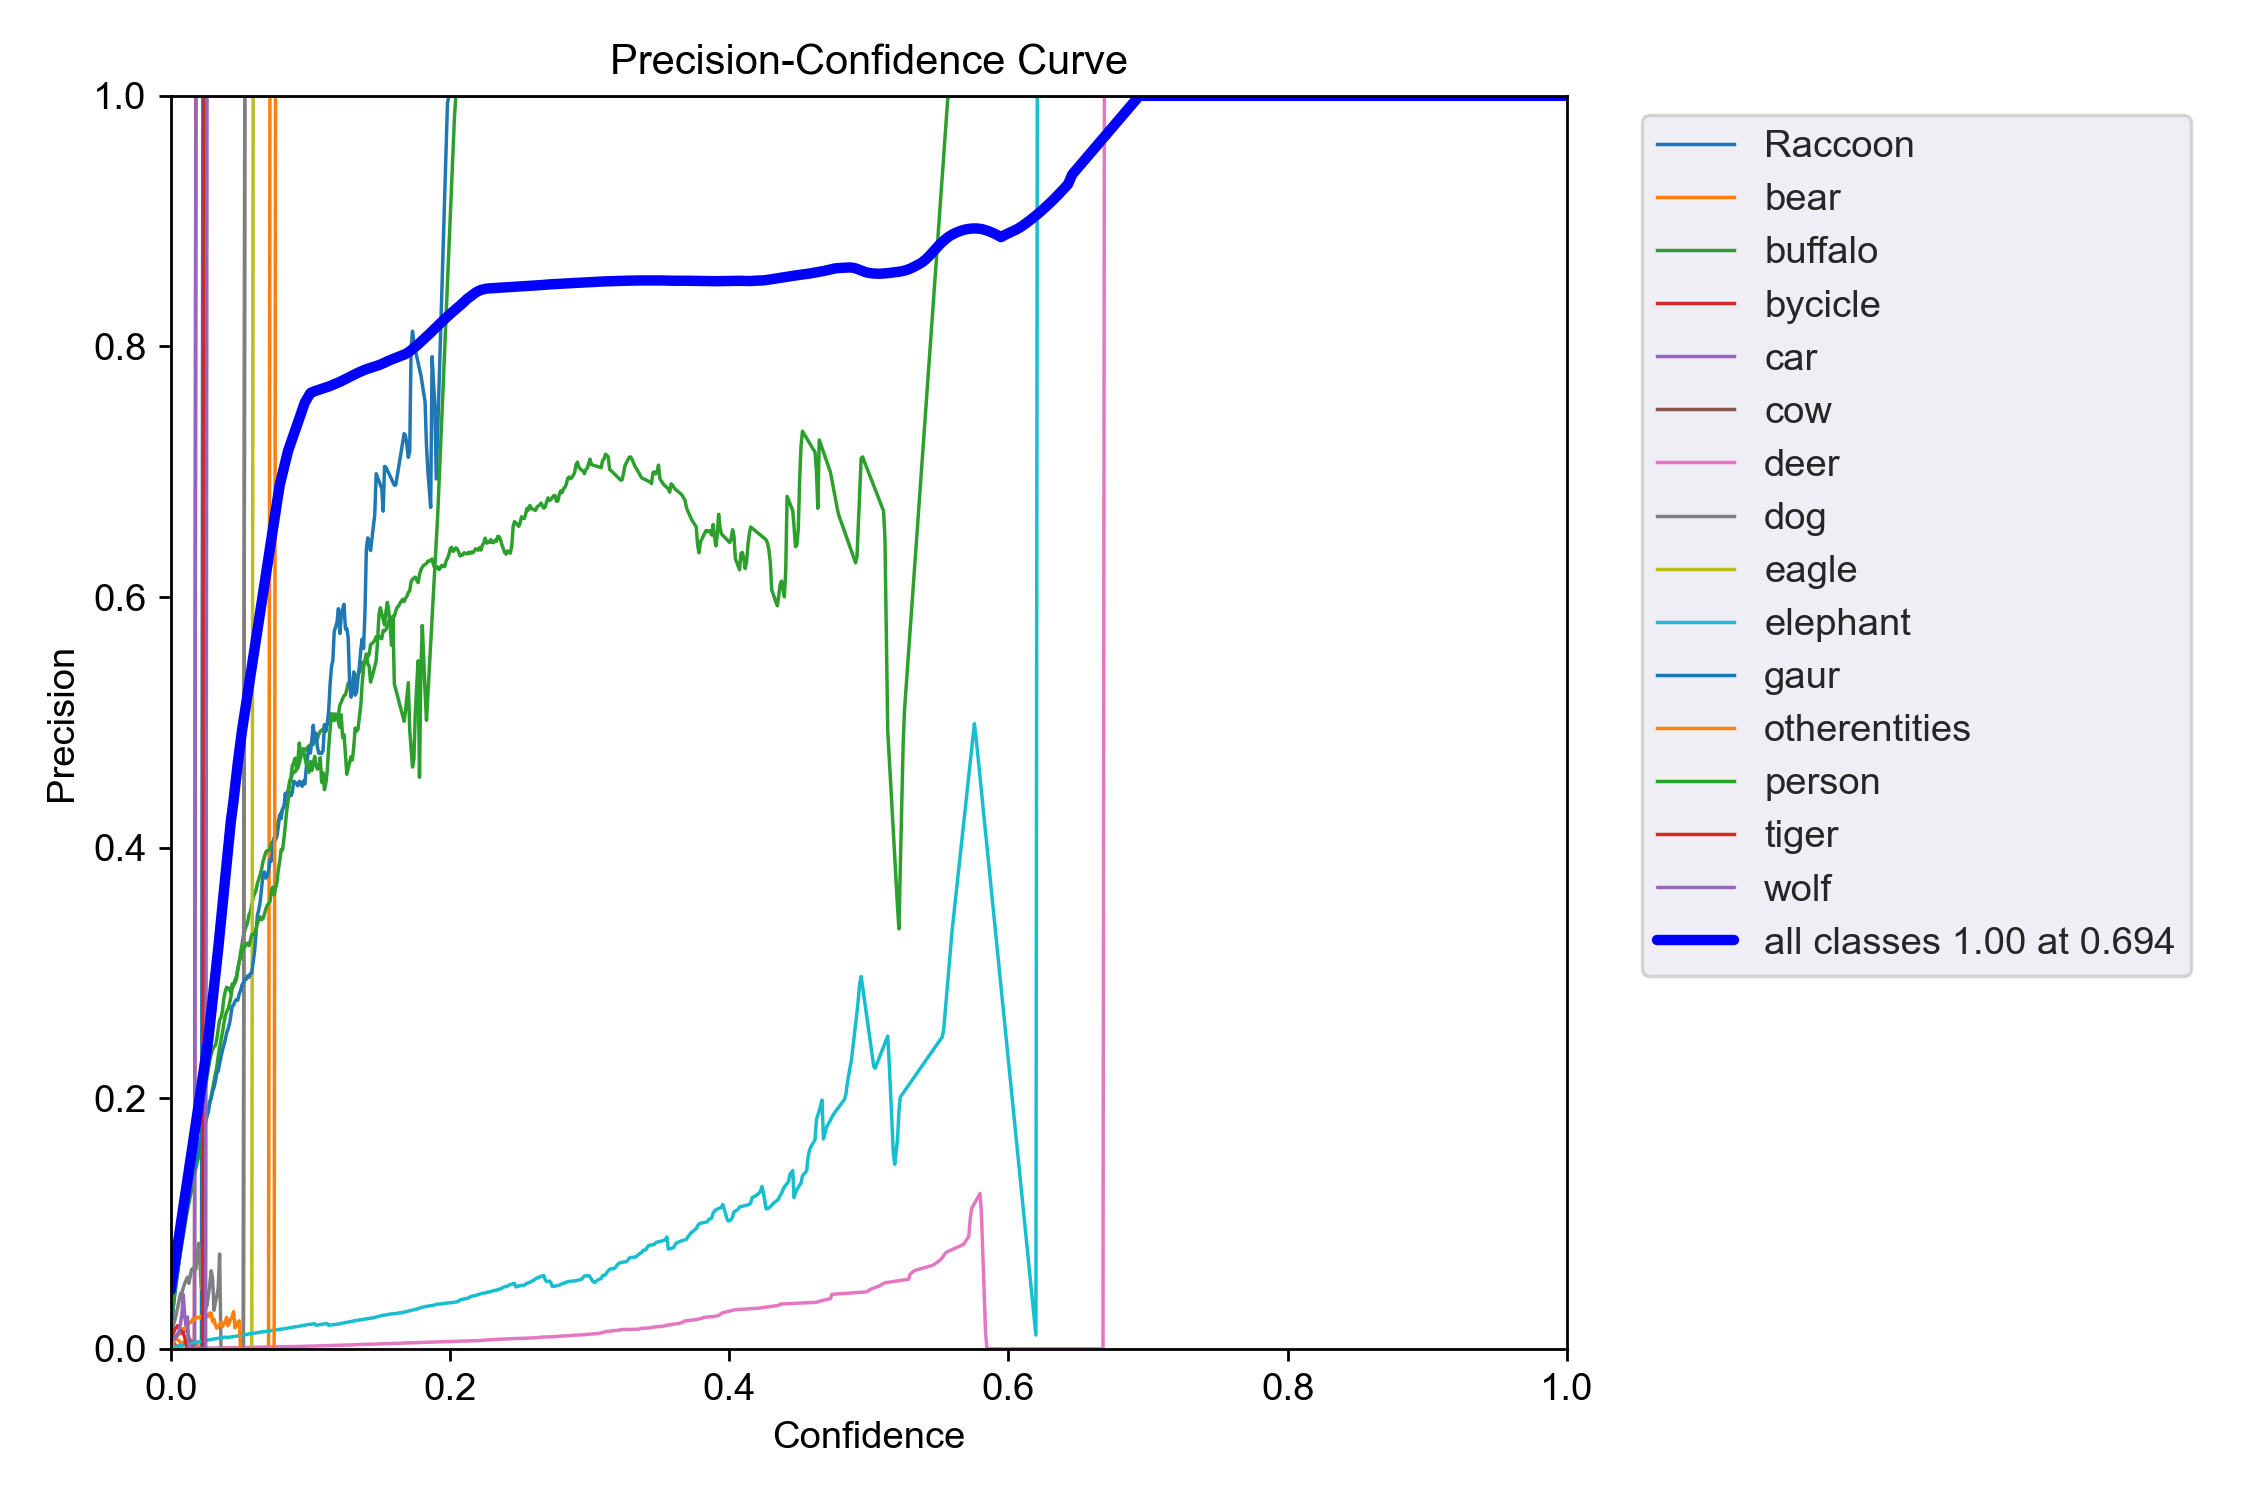 Precision-Confidence Curve
1.0
0.8
0.6
0.4
0.2
0.0
Precision
0.0 0.2 0.4 0.6 0.8 1.0
Confidence
Raccoon
bear
buffalo
bycicle
car
cow
deer
dog
eagle
elephant
gaur
otherentities
person
tiger
wolf
all classes 1.00 at 0.694